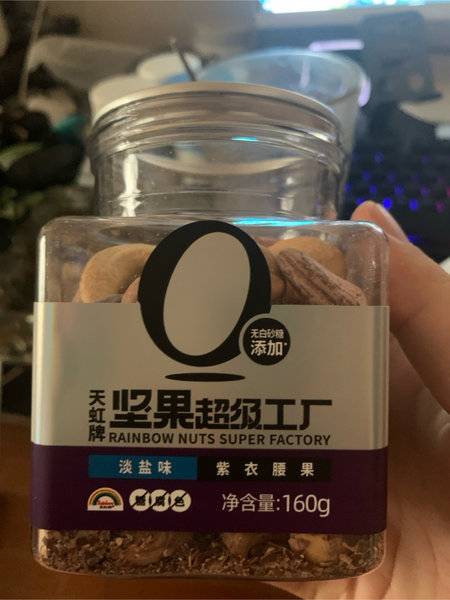 0
无白砂糖
添加*
天虹牌
坚果超级工厂
RAINBOW NUTS SUPER FACTORY
淡盐味 紫衣腰果
净含量:160g